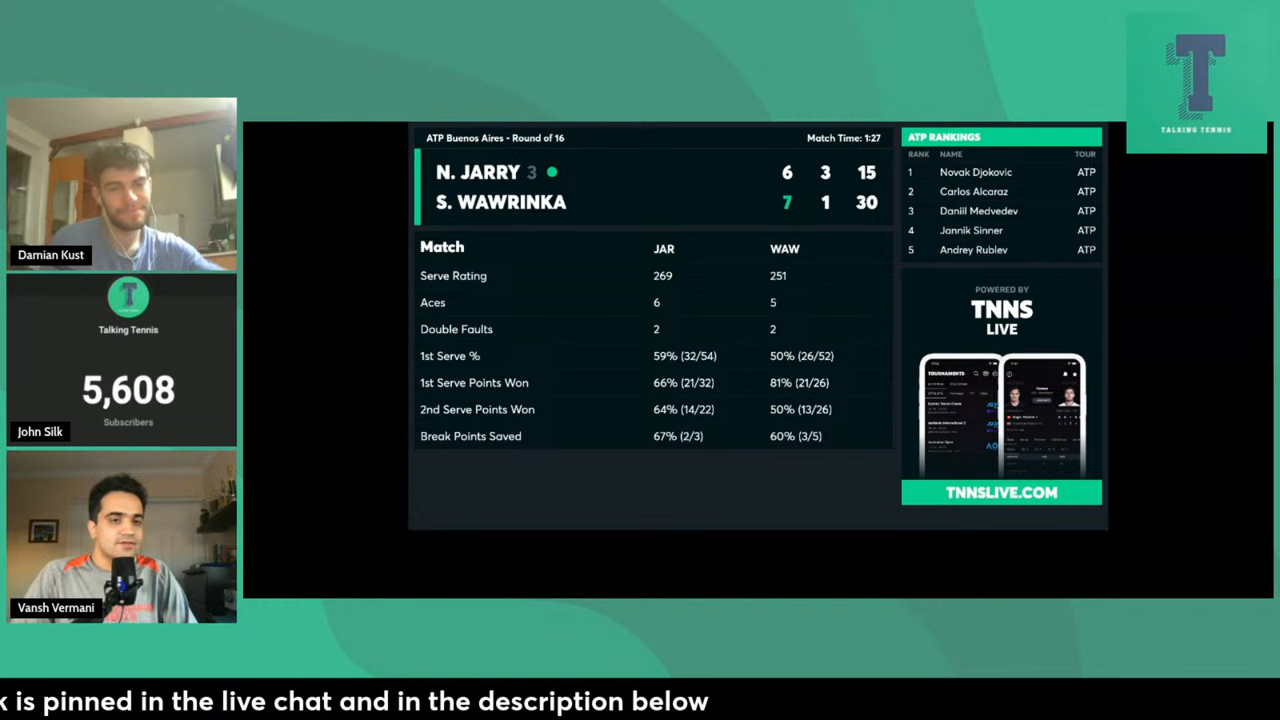 T
TALKING TENNIS
Damian Kust
T
Talking Tennis
5,608
Subscribers
John Silk
Vansh Vermani
ATP Buenos Aires - Round of 16
Match Time: 1:27
N. JARRY 3 6 3 15
S. WAWRINKA 7 1 30
Match JAR WAW
Serve Rating 269 251
Aces 6 5
Double Faults 2 2
1st Serve % 59% (32/54) 50% (26/52)
1st Serve Points Won 66% (21/32) 81% (21/26)
2nd Serve Points Won 64% (14/22) 50% (13/26)
Break Points Saved 67% (2/3) 60% (3/5)
ATP RANKINGS
RANK NAME TOUR
1 Novak Djokovic ATP
2 Carlos Alcaraz ATP
3 Daniil Medvedev ATP
4 Jannik Sinner ATP
5 Andrey Rublev ATP
POWERED BY
TNNS
LIVE
TOURNAMENTS
TNNSLIVE.COM
k is pinned in the live chat and in the description below